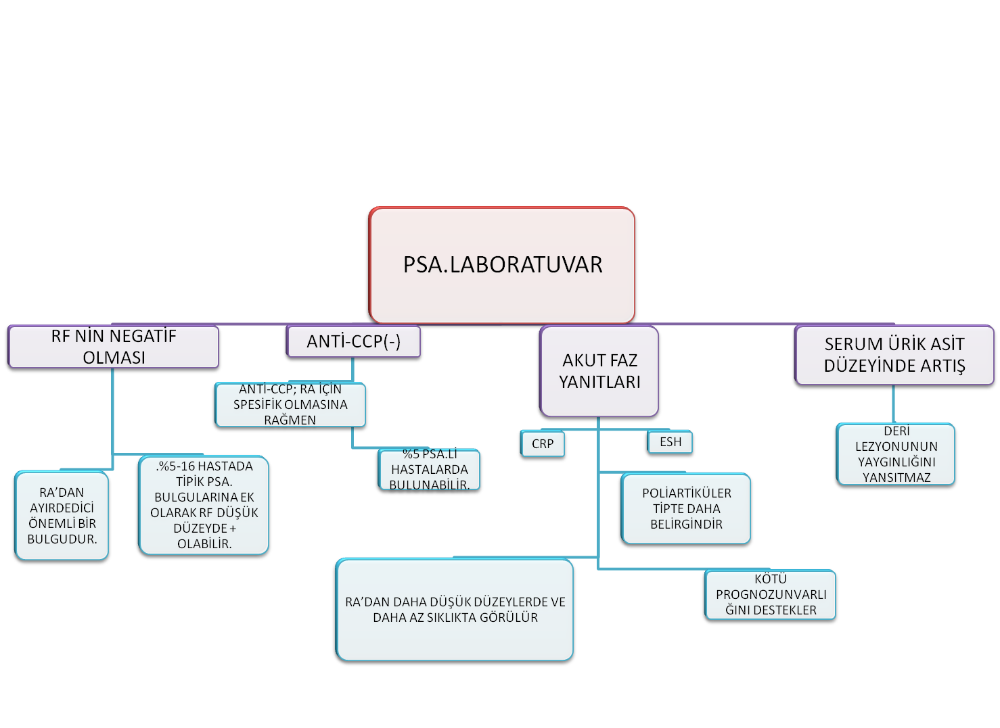 PSA.LABORATUVAR
RF NİN NEGATİF
OLMASI
RA’DAN
AYIRDEDİCİ
ÖNEMLİ BİR
BULGUDUR.
.%5-16 HASTADA
TİPİK PSA.
BULGULARINA EK
OLARAK RF DÜŞÜK
DÜZEYDE +
OLABİLİR.
ANTİ-CCP(-)
ANTİ-CCP; RA İÇİN
SPESİFİK OLMASINA
RAĞMEN
%5 PSA.Lİ
HASTALARDA
BULUNABİLİR.
AKUT FAZ
YANITLARI
CRP
ESH
POLİARTİKÜLER
TİPTE DAHA
BELİRGİNDİR
RA’DAN DAHA DÜŞÜK DÜZEYLERDE VE
DAHA AZ SIKLIKTA GÖRÜLÜR
KÖTÜ
PROGNOZUNVARLI
ĞINI DESTEKLER
SERUM ÜRİK ASİT
DÜZEYİNDE ARTIŞ
DERİ
LEZYONUNUN
YAYGINLIĞINI
YANSITMAZ